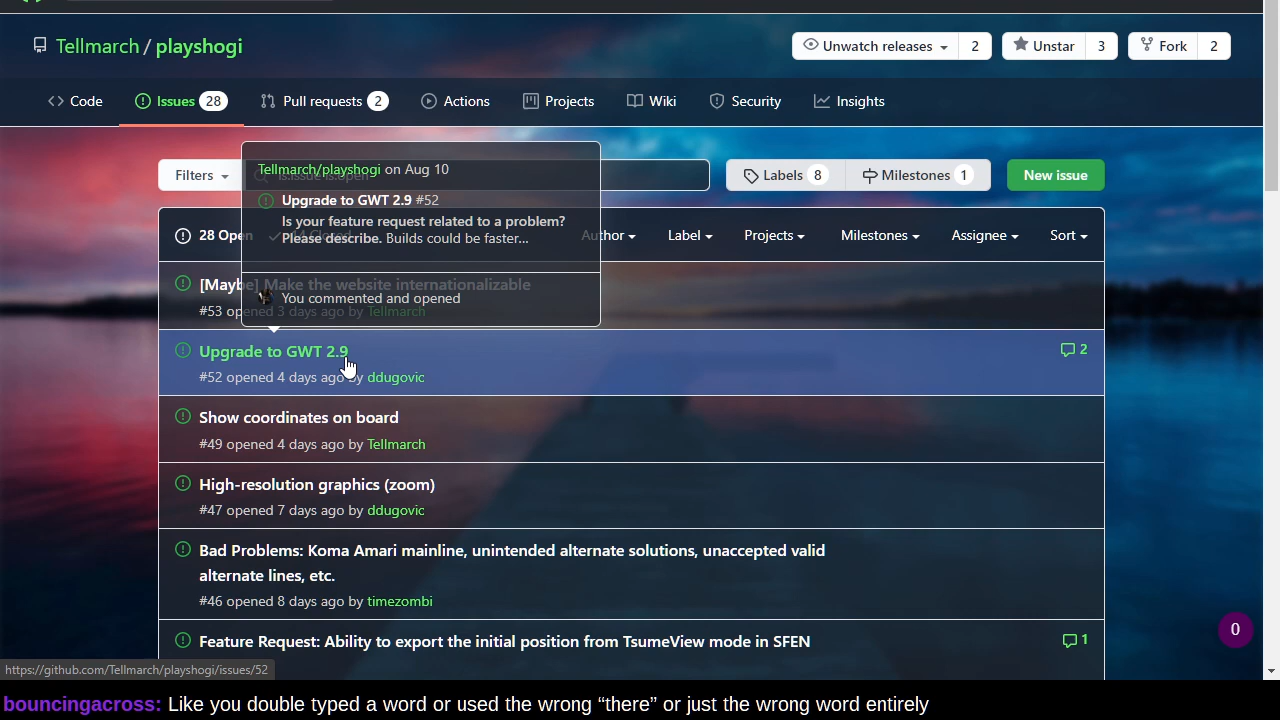 Tellmarch / playshogi
Unwatch releases 2
Unstar 3
Fork 2
Code
Issues 28
Pull requests 2
Actions
Projects
Wiki
Security
Insights
Filters
is:issue is:open
Labels 8
Milestones 1
New issue
Tellmarch/playshogi on Aug 10
Upgrade to GWT 2.9 #52
Is your feature request related to a problem?
Please describe. Builds could be faster...
You commented and opened
28 Open
Closed
Author
Label
Projects
Milestones
Assignee
Sort
[Maybe] Make the website internationalizable
#53 opened 3 days ago by Tellmarch
Upgrade to GWT 2.9
2
#52 opened 4 days ago by ddugovic
Show coordinates on board
#49 opened 4 days ago by Tellmarch
High-resolution graphics (zoom)
#47 opened 7 days ago by ddugovic
Bad Problems: Koma Amari mainline, unintended alternate solutions, unaccepted valid
alternate lines, etc.
#46 opened 8 days ago by timezombi
Feature Request: Ability to export the initial position from TsumeView mode in SFEN
1
0
https://github.com/Tellmarch/playshogi/issues/52
bouncingacross: Like you double typed a word or used the wrong “there” or just the wrong word entirely